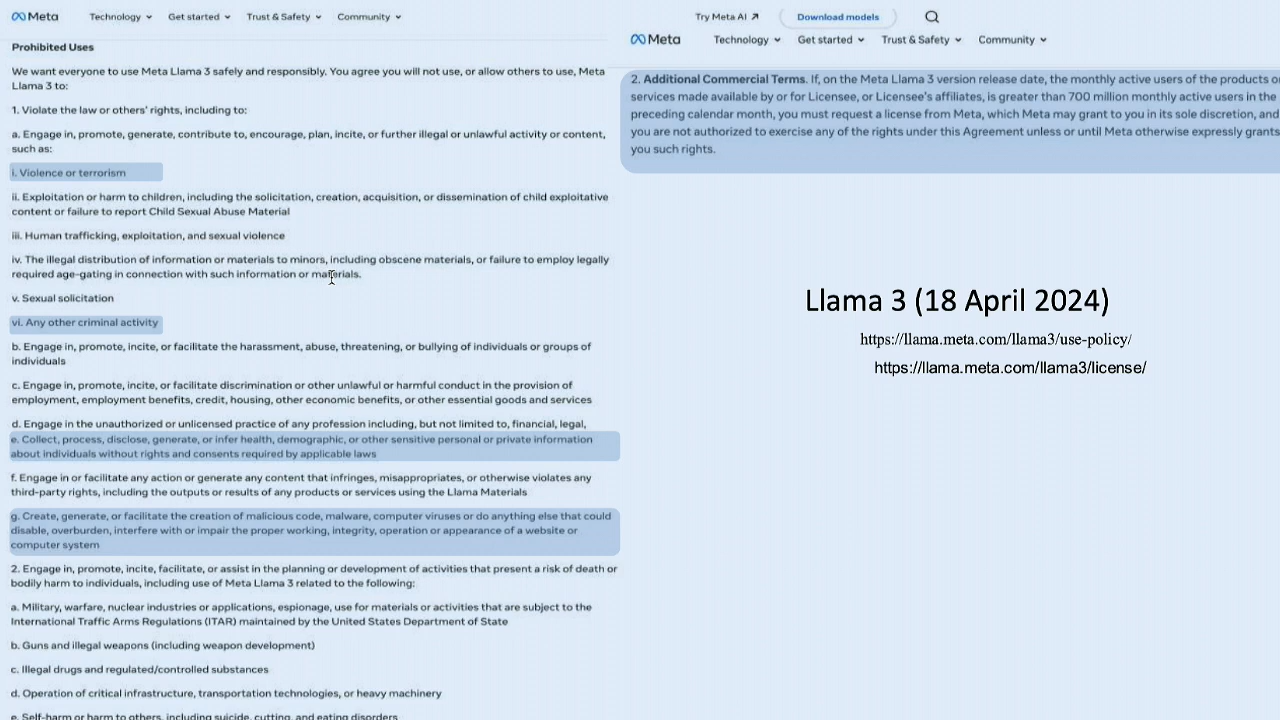 Meta Technology Get started Trust & Safety Community
Prohibited Uses
We want everyone to use Meta Llama 3 safely and responsibly. You agree you will not use, or allow others to use, Meta
Llama 3 to:
1. Violate the law or others' rights, including to:
a. Engage in, promote, generate, contribute to, encourage, plan, incite, or further illegal or unlawful activity or content,
such as:
i. Violence or terrorism
ii. Exploitation or harm to children, including the solicitation, creation, acquisition, or dissemination of child exploitative
content or failure to report Child Sexual Abuse Material
iii. Human trafficking, exploitation, and sexual violence
iv. The illegal distribution of information or materials to minors, including obscene materials, or failure to employ legally
required age-gating in connection with such information or materials.
v. Sexual solicitation
vi. Any other criminal activity
b. Engage in, promote, incite, or facilitate the harassment, abuse, threatening, or bullying of individuals or groups of
individuals
c. Engage in, promote, incite, or facilitate discrimination or other unlawful or harmful conduct in the provision of
employment, employment benefits, credit, housing, other economic benefits, or other essential goods and services
d. Engage in the unauthorized or unlicensed practice of any profession including, but not limited to, financial, legal,
e. Collect, process, disclose, generate, or infer health, demographic, or other sensitive personal or private information
about individuals without rights and consents required by applicable laws
f. Engage in or facilitate any action or generate any content that infringes, misappropriates, or otherwise violates any
third-party rights, including the outputs or results of any products or services using the Llama Materials
g. Create, generate, or facilitate the creation of malicious code, malware, computer viruses or do anything else that could
disable, overburden, interfere with or impair the proper working, integrity, operation or appearance of a website or
computer system
2. Engage in, promote, incite, facilitate, or assist in the planning or development of activities that present a risk of death or
bodily harm to individuals, including use of Meta Llama 3 related to the following:
a. Military, warfare, nuclear industries or applications, espionage, use for materials or activities that are subject to the
International Traffic Arms Regulations (ITAR) maintained by the United States Department of State
b. Guns and illegal weapons (including weapon development)
c. Illegal drugs and regulated/controlled substances
d. Operation of critical infrastructure, transportation technologies, or heavy machinery
e. Self-harm or harm to others, including suicide, cutting, and eating disorders
Try Meta AI Download models
Meta Technology Get started Trust & Safety Community
2. Additional Commercial Terms. If, on the Meta Llama 3 version release date, the monthly active users of the products or
services made available by or for Licensee, or Licensee's affiliates, is greater than 700 million monthly active users in the
preceding calendar month, you must request a license from Meta, which Meta may grant to you in its sole discretion, and
you are not authorized to exercise any of the rights under this Agreement unless or until Meta otherwise expressly grants
you such rights.
Llama 3 (18 April 2024)
https://llama.meta.com/llama3/use-policy/
https://llama.meta.com/llama3/license/